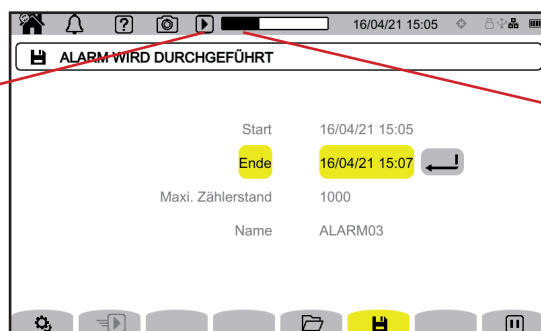 16/04/21 15:05
ALARM WIRD DURCHGEFÜHRT
Start 16/04/21 15:05
Ende 16/04/21 15:07
Maxi. Zählerstand 1000
Name ALARM03